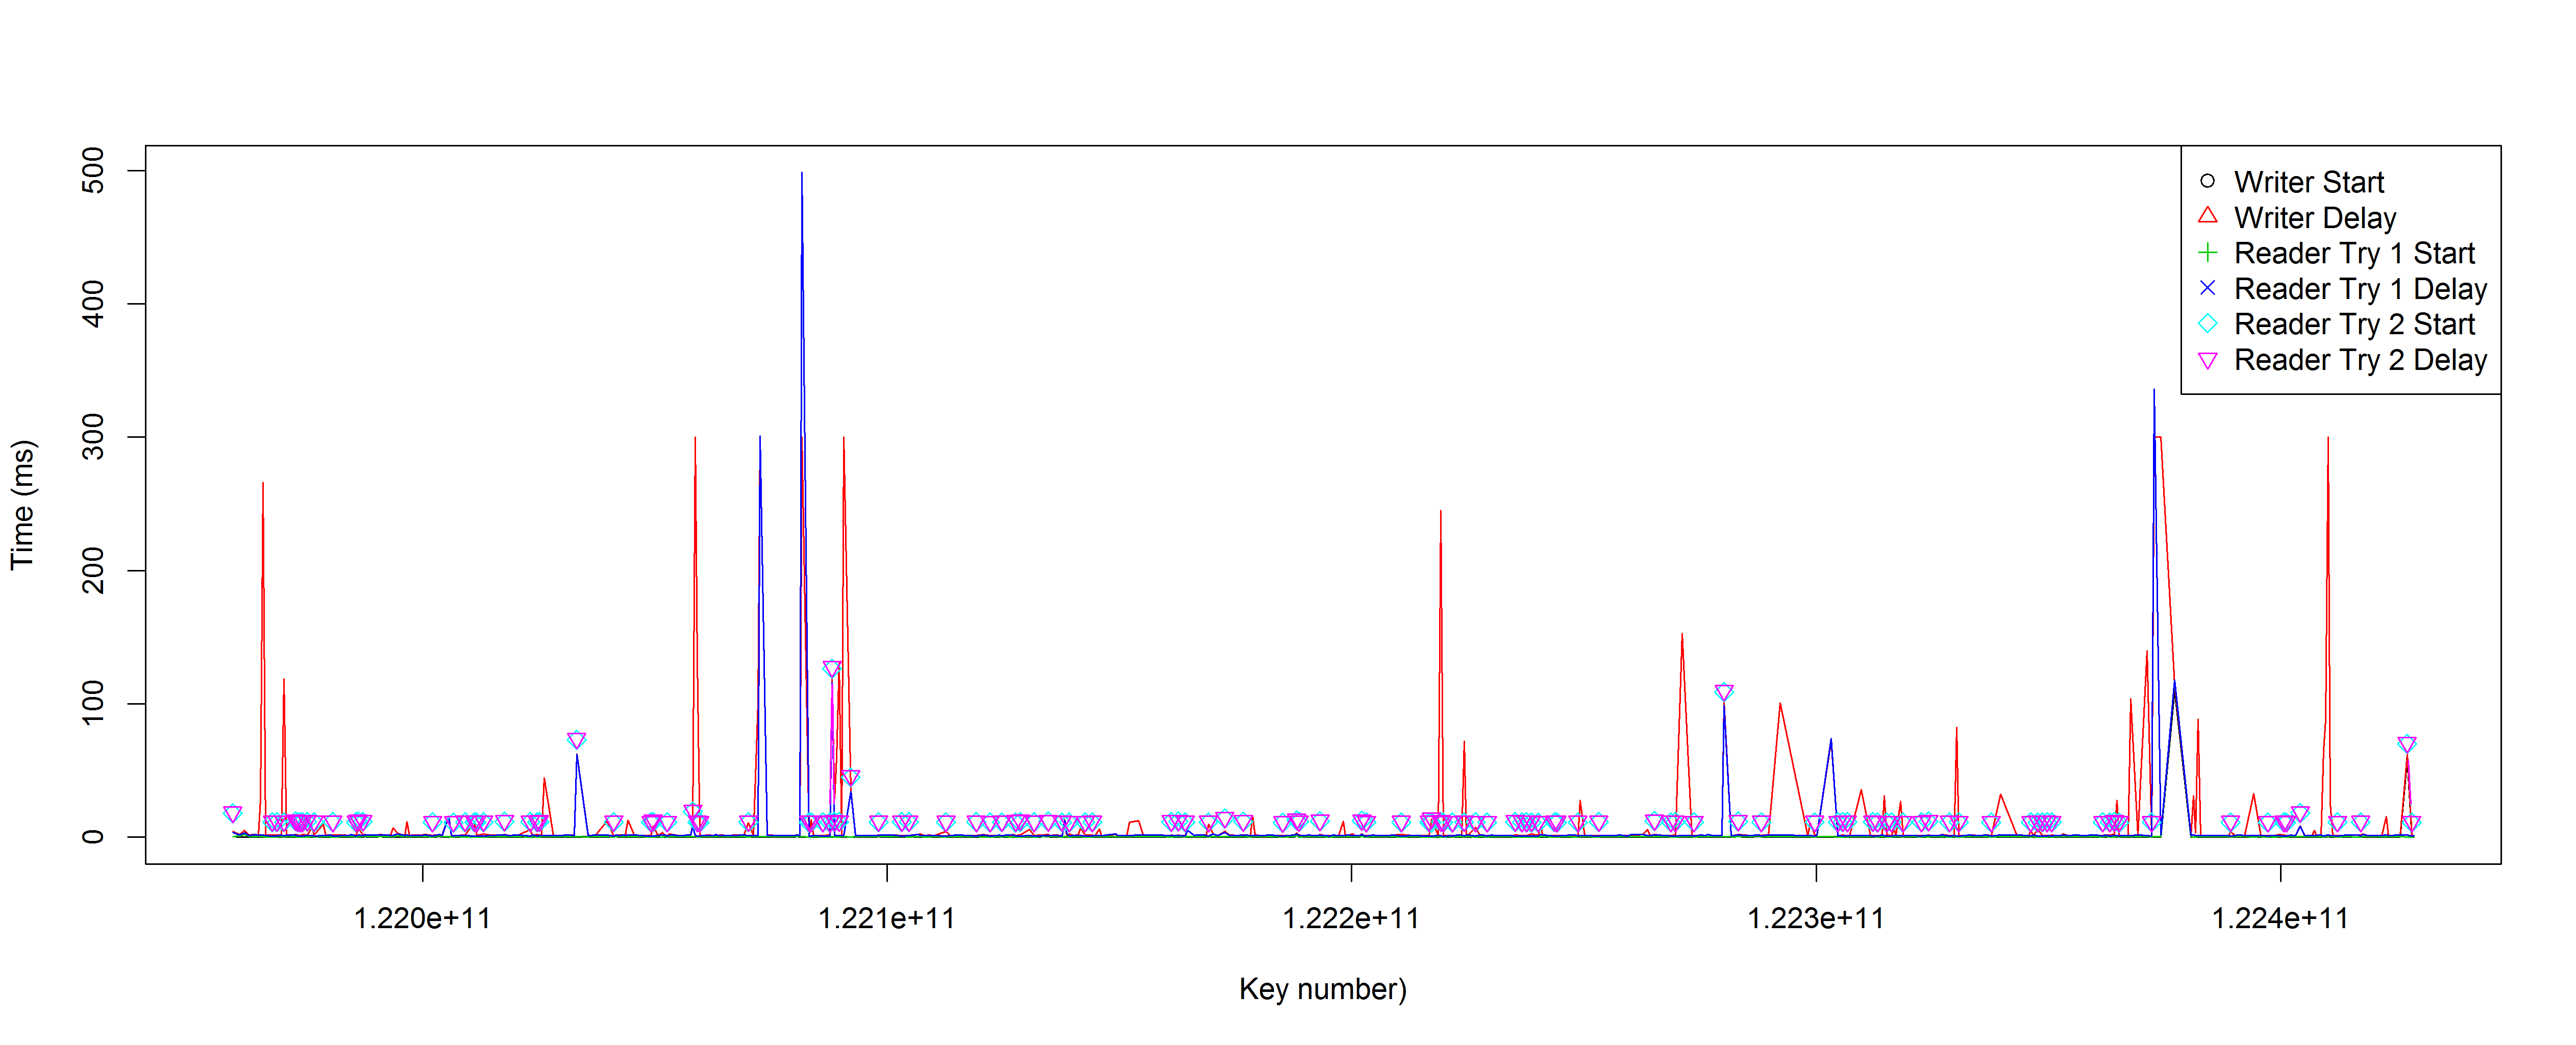 Time (ms)
500
400
300
200
100
0
Writer Start
Writer Delay
Reader Try 1 Start
Reader Try 1 Delay
Reader Try 2 Start
Reader Try 2 Delay
1.220e+11 1.221e+11 1.222e+11 1.223e+11 1.224e+11
Key number)